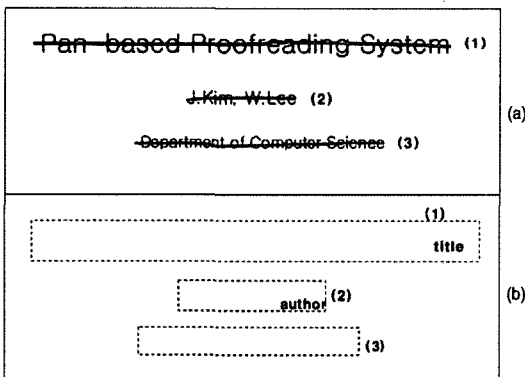 Pan-based Proofreading System (1)
J.Kim, W.Lee (2)
Department of Computer Science (3)
(a)
(1)
title
author (2)
(3)
(b)